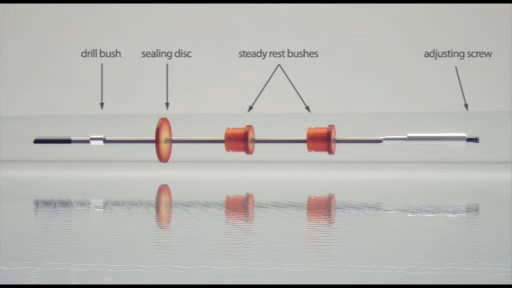 drill bush
sealing disc
steady rest bushes
adjusting screw